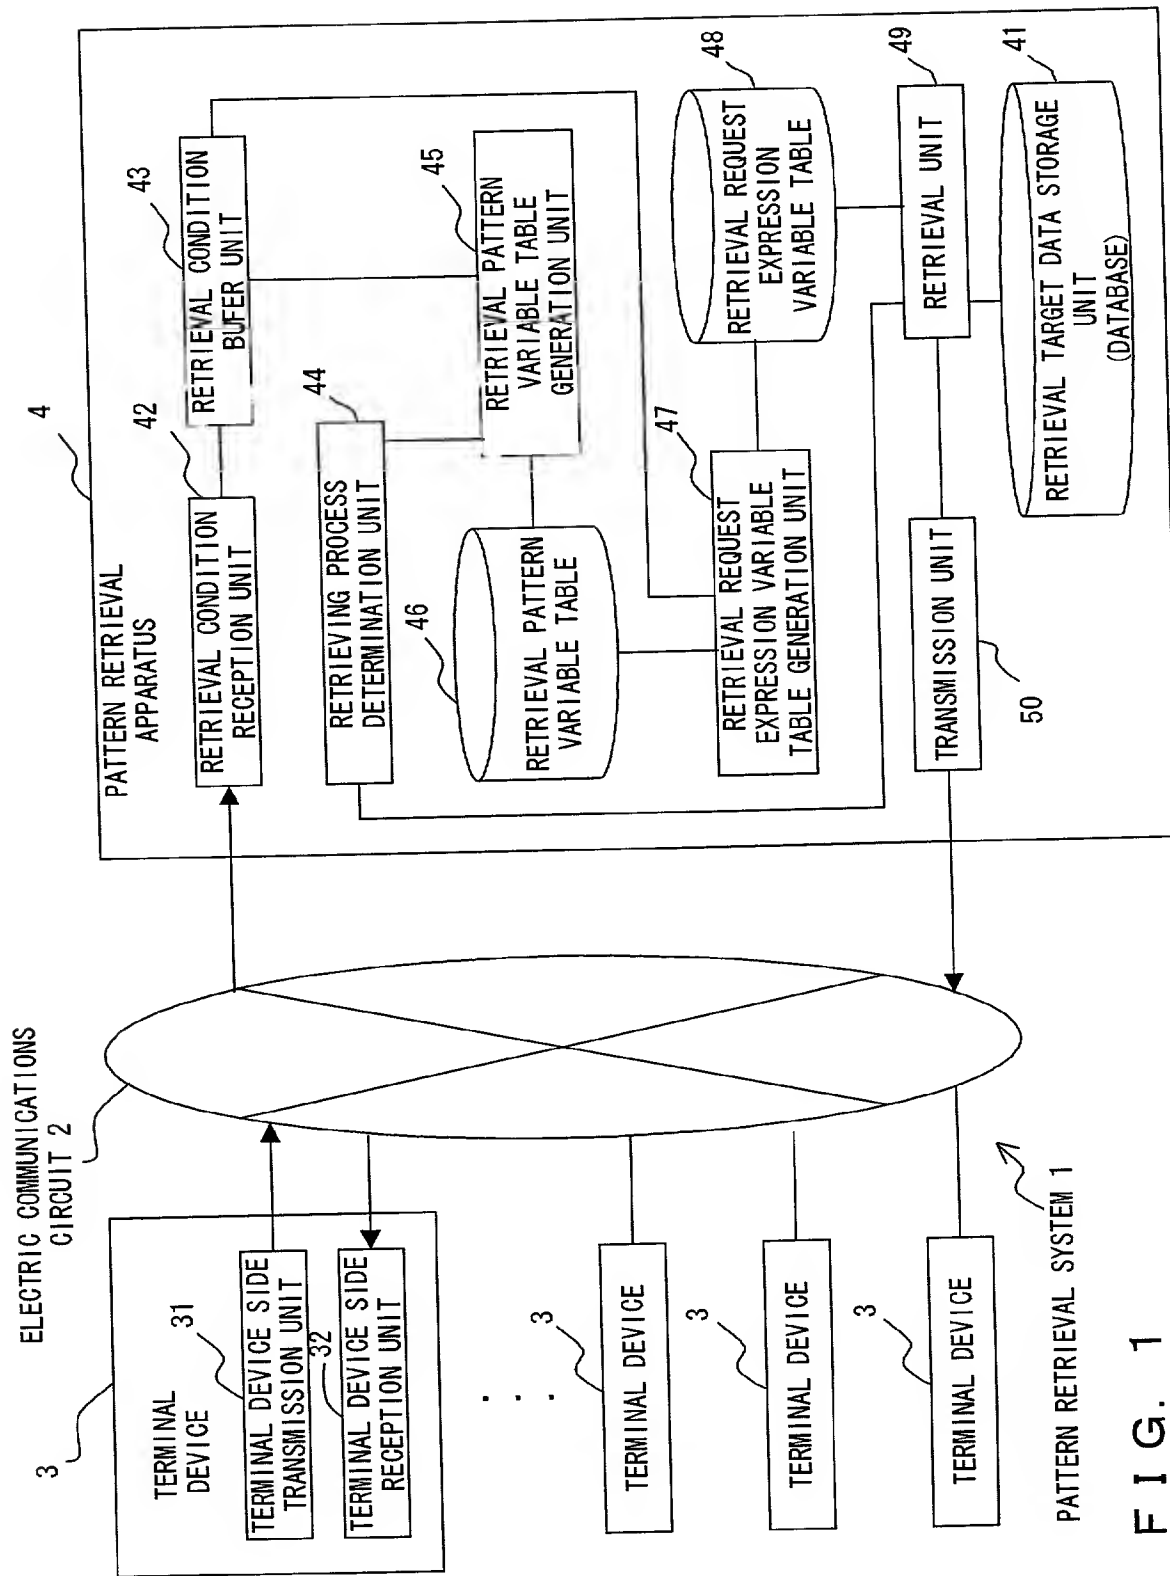 ELECTRIC COMMUNICATIONS
CIRCUIT 2
3
TERMINAL
DEVICE
31
TERMINAL DEVICE SIDE
TRANSMISSION UNIT
32
TERMINAL DEVICE SIDE
RECEPTION UNIT
. . .
3
TERMINAL DEVICE
3
TERMINAL DEVICE
3
TERMINAL DEVICE
PATTERN RETRIEVAL SYSTEM 1
4
PATTERN RETRIEVAL
APPARATUS
42
RETRIEVAL CONDITION
RECEPTION UNIT
43
RETRIEVAL CONDITION
BUFFER UNIT
44
RETRIEVING PROCESS
DETERMINATION UNIT
45
RETRIEVAL PATTERN
VARIABLE TABLE
GENERATION UNIT
46
RETRIEVAL PATTERN
VARIABLE TABLE
47
RETRIEVAL REQUEST
EXPRESSION VARIABLE
TABLE GENERATION UNIT
48
RETRIEVAL REQUEST
EXPRESSION
VARIABLE TABLE
49
RETRIEVAL UNIT
50
TRANSMISSION UNIT
41
RETRIEVAL TARGET DATA STORAGE
UNIT
(DATABASE)
FIG. 1